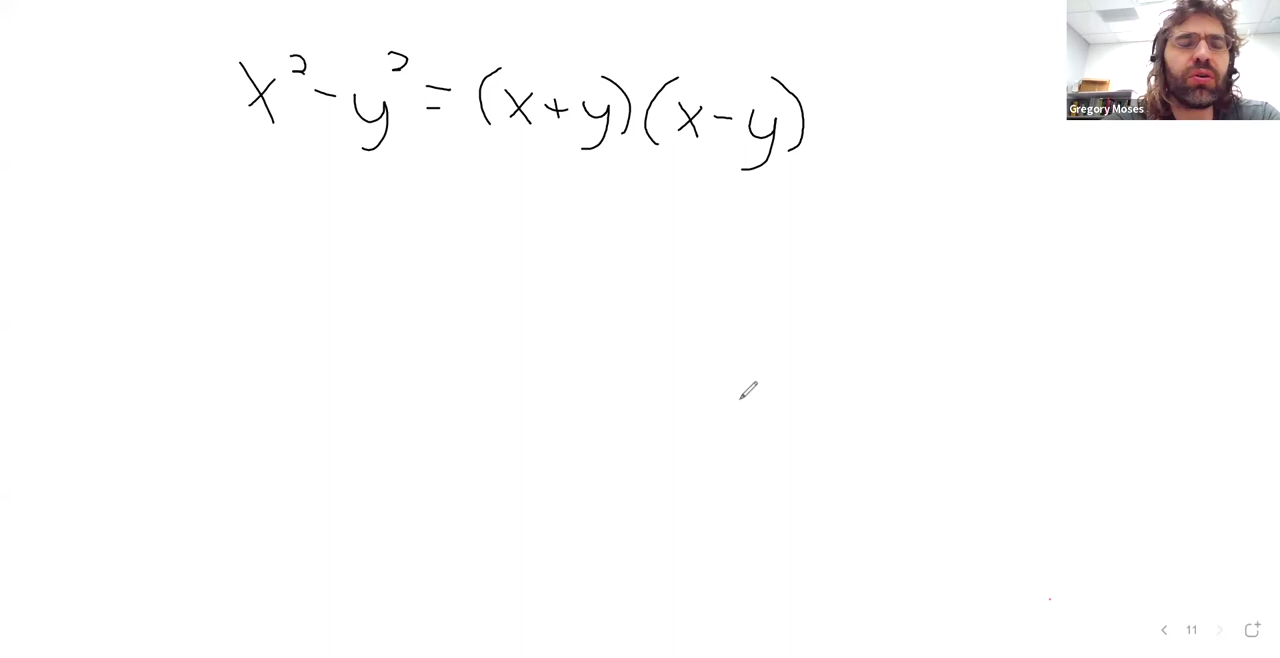 x² - y² = (x+y)(x-y)
Gregory Moses
11